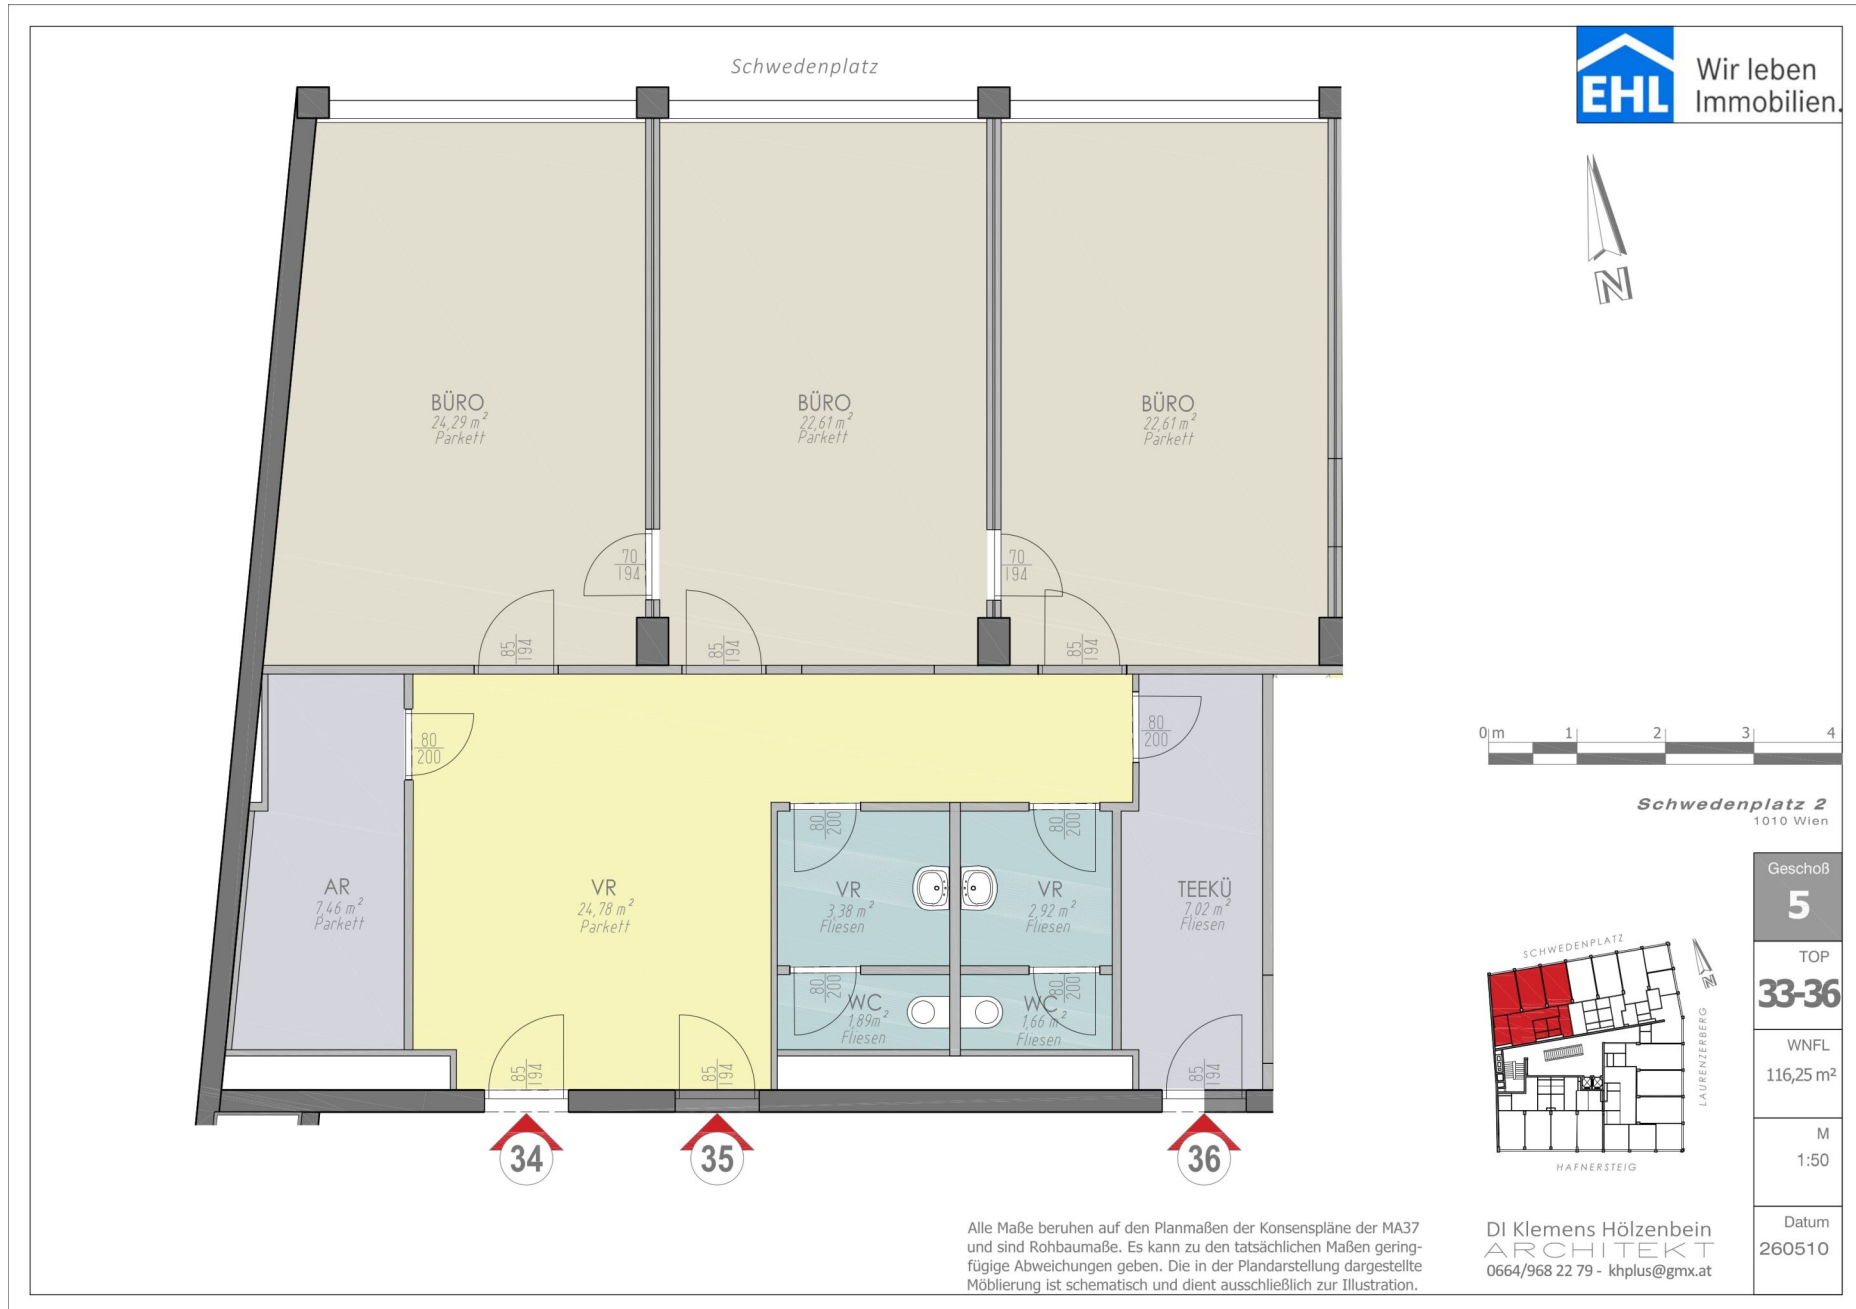 Schwedenplatz
EHL
Wir leben
Immobilien.
N
BÜRO
24,29 m²
Parkett
BÜRO
22,61 m²
Parkett
BÜRO
22,61 m²
Parkett
70
194
70
194
85
194
85
194
85
194
80
200
80
200
AR
7,46 m²
Parkett
VR
24,78 m²
Parkett
80
200
80
200
VR
3,38 m²
Fliesen
VR
2,92 m²
Fliesen
TEEKÜ
7,02 m²
Fliesen
80
200
80
200
WC
1,89m²
Fliesen
WC
1,66 m²
Fliesen
85
194
85
194
85
194
34
35
36
0 m 1 2 3 4
Schwedenplatz 2
1010 Wien
Geschoß
5
TOP
33-36
WNFL
116,25 m²
M
1:50
Datum
260510
SCHWEDENPLATZ
N
LAURENZERBERG
HAFNERSTEIG
DI Klemens Hölzenbein
ARCHITEKT
0664/968 22 79 - khplus@gmx.at
Alle Maße beruhen auf den Planmaßen der Konsenspläne der MA37
und sind Rohbaumaße. Es kann zu den tatsächlichen Maßen gering-
fügige Abweichungen geben. Die in der Plandarstellung dargestellte
Möblierung ist schematisch und dient ausschließlich zur Illustration.